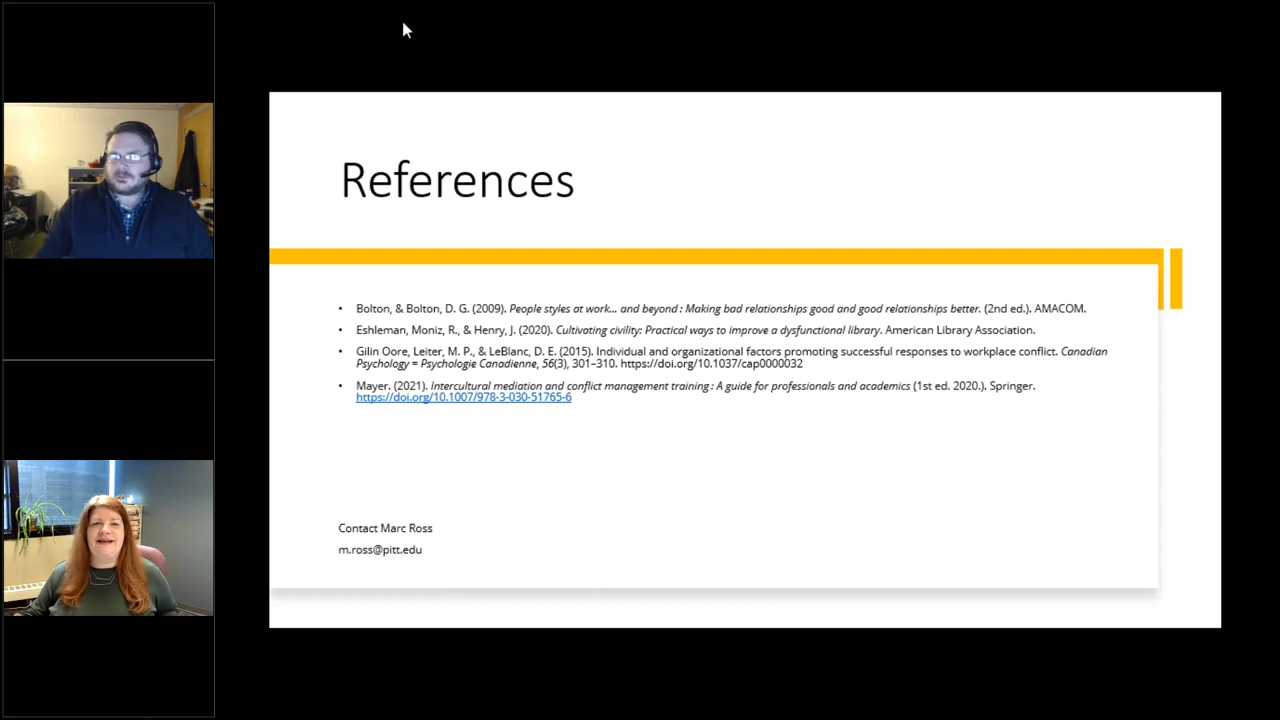 References
• Bolton, & Bolton, D. G. (2009). People styles at work... and beyond : Making bad relationships good and good relationships better. (2nd ed.). AMACOM.
• Eshleman, Moniz, R., & Henry, J. (2020). Cultivating civility: Practical ways to improve a dysfunctional library. American Library Association.
• Gilin Oore, Leiter, M. P., & LeBlanc, D. E. (2015). Individual and organizational factors promoting successful responses to workplace conflict. Canadian
Psychology = Psychologie Canadienne, 56(3), 301–310. https://doi.org/10.1037/cap0000032
• Mayer. (2021). Intercultural mediation and conflict management training : A guide for professionals and academics (1st ed. 2020.). Springer.
https://doi.org/10.1007/978-3-030-51765-6
Contact Marc Ross
m.ross@pitt.edu